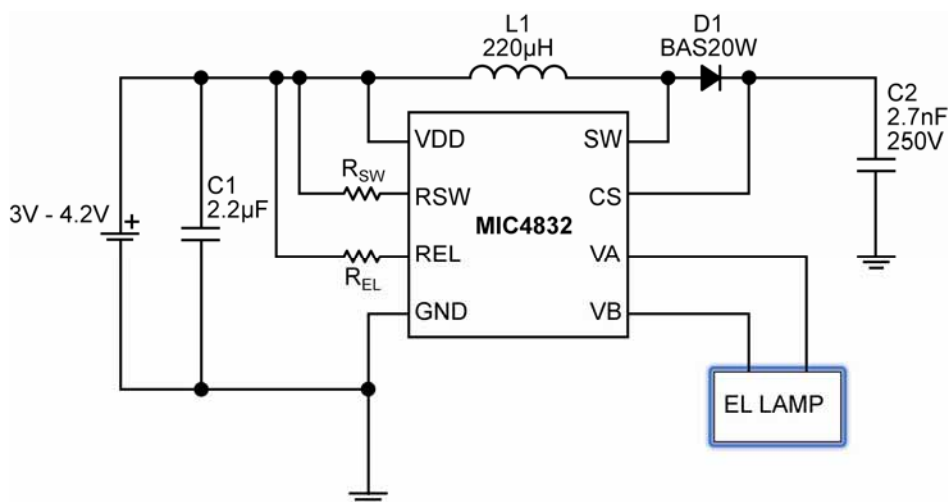 L1
220µH
D1
BAS20W
C2
2.7nF
250V
VDD
SW
RSW
RSW
CS
C1
2.2µF
3V - 4.2V
+
MIC4832
REL
REL
VA
GND
VB
EL LAMP